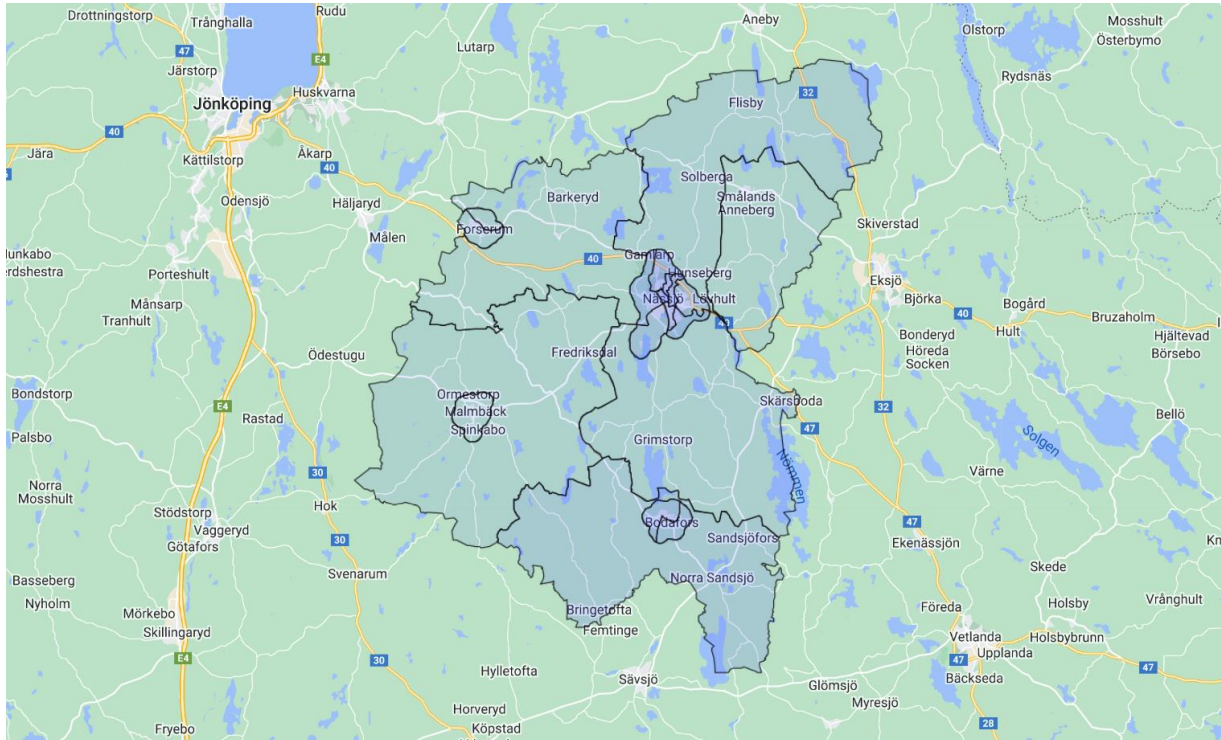 Drottningstorp
Trånghalla
Rudu
47
Järstorp
E4
Lutarp
Aneby
Olstorp
Mosshult
Österbymo
Rydsnäs
Jönköping
Huskvarna
32
Flisby
40
Jära
Kättilstorp
Åkarp
40
Odensjö
Häljaryd
Målen
Barkeryd
Solberga
Smålands
Anneberg
Forserum
Skiverstad
Porteshult
Månsarp
Tranhult
40
Gamlarp
Hunseberg
Nässjö
Lövhult
Eksjö
Björka
40
Bogård
Hult
Bruzaholm
Hjältevad
Börsebo
Bonderyd
Höreda
Socken
Ödestugu
Fredriksdal
Bondstorp
E4
Rastad
Palsbo
Ormestorp
Malmbäck
Spinkabo
Skärsboda
32
47
Bellö
Solgen
Grimstorp
Nömmen
Värne
30
Norra
Mosshult
Hok
Stödstorp
Götafors
Vaggeryd
30
Bodafors
Sandsjöfors
47
Ekenässjön
Svenarum
Norra Sandsjö
Skede
Basseberg
Nyholm
Mörkebo
Skillingaryd
Bringetofta
Femtinge
Föreda
Holsby
Vrånghult
Vetlanda
Holsbybrunn
Upplanda
47
Bäckseda
47
E4
30
Hylletofta
Sävsjö
Glömsjö
Myresjö
Horveryd
Köpstad
Fryebo
28